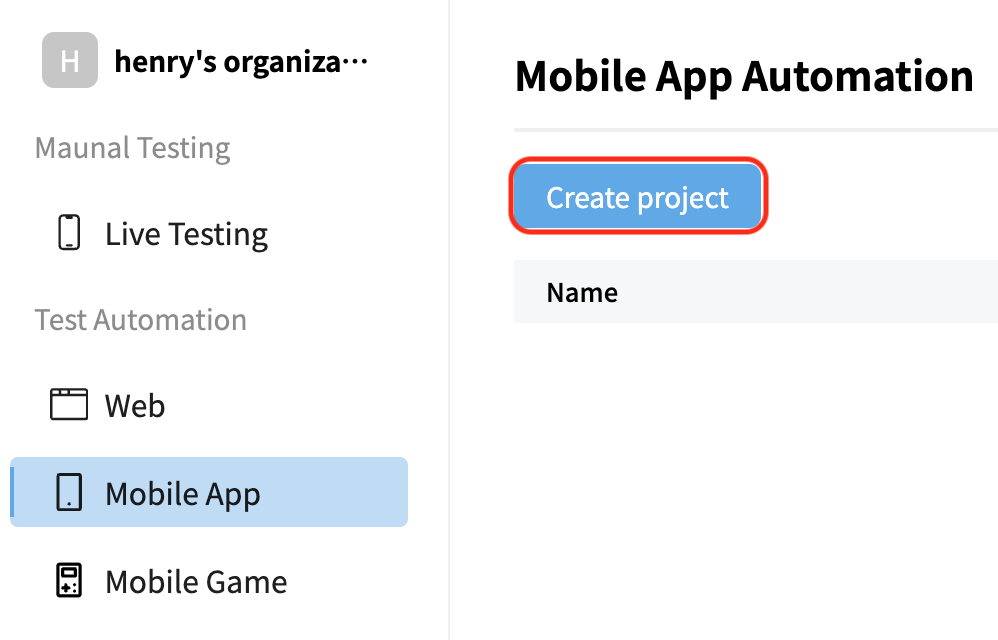 H
henry's organiza···
Maunal Testing
Live Testing
Test Automation
Web
Mobile App
Mobile Game
Mobile App Automation
Create project
Name